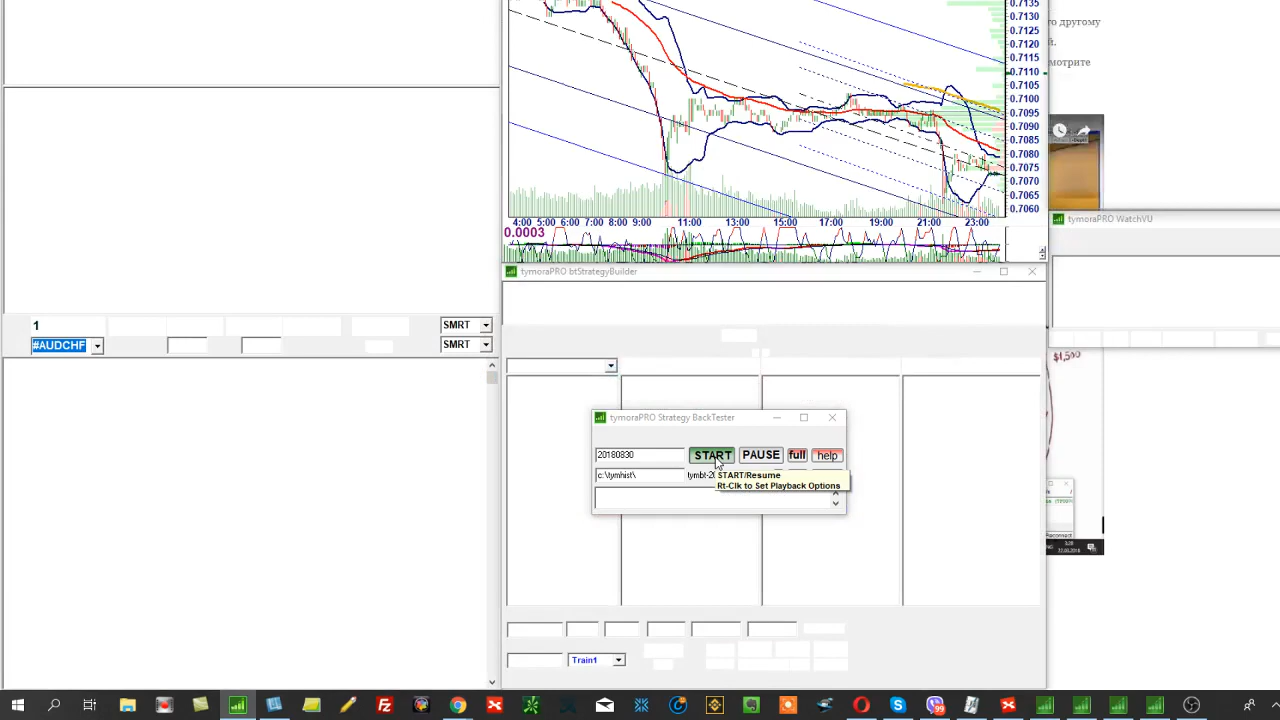 0.7135
0.7130
0.7125
0.7120
0.7115
0.7110
0.7105
0.7100
0.7095
0.7090
0.7085
0.7080
0.7075
0.7070
0.7065
0.7060
4:00 5:00 6:00 7:00 8:00 9:00 11:00 13:00 15:00 17:00 19:00 21:00 23:00
0.0003
го другому
й.
мотрите
tymoraPRO WatchVU
tymoraPRO btStrategyBuilder
1
SMRT
#AUDCHF
SMRT
$1,500
tymoraPRO Strategy BackTester
20180830
START
PAUSE
full
help
c:\tymhist\
tymbt-20
START/Resume
Rt-Clk to Set Playback Options
Train1
99